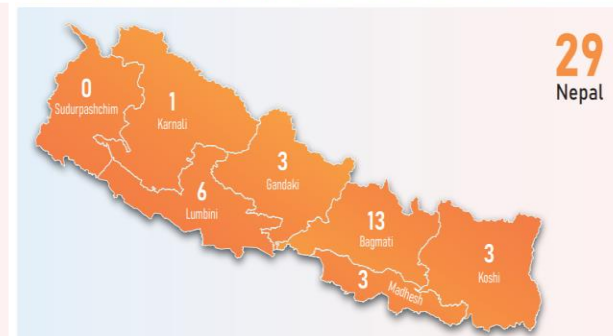 29
Nepal
0
Sudurpashchim
1
Karnali
3
Gandaki
6
Lumbini
13
Bagmati
3
Koshi
3
Madhesh